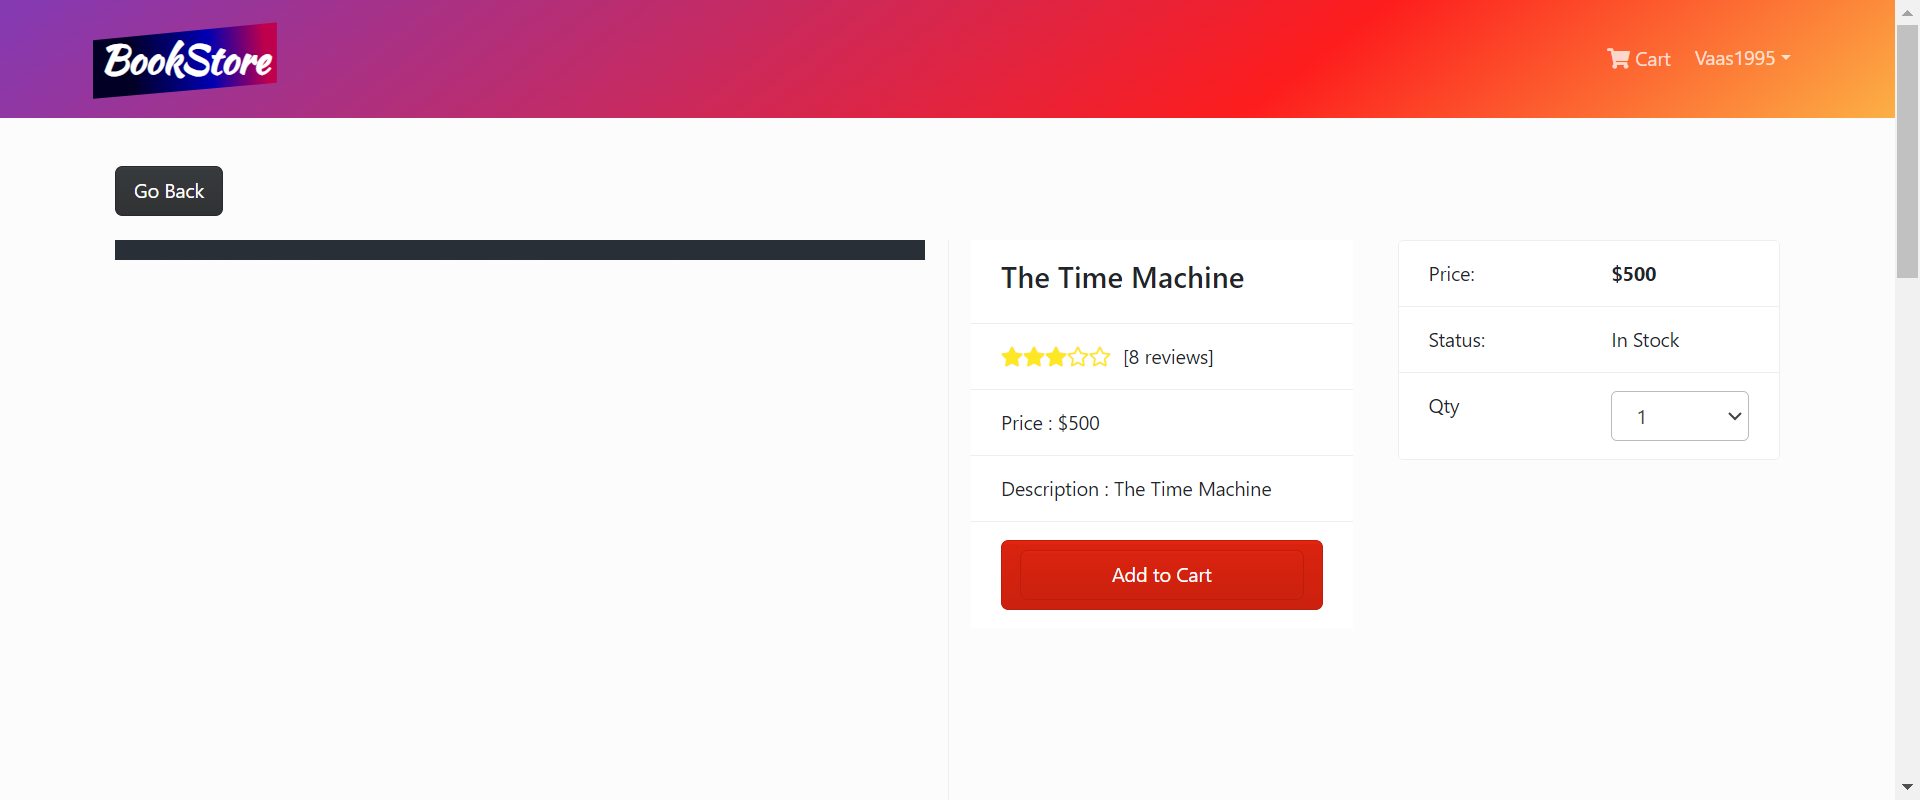 BookStore
Cart
Vaas1995
Go Back
The Time Machine
[8 reviews]
Price : $500
Description : The Time Machine
Add to Cart
Price: $500
Status: In Stock
Qty 1